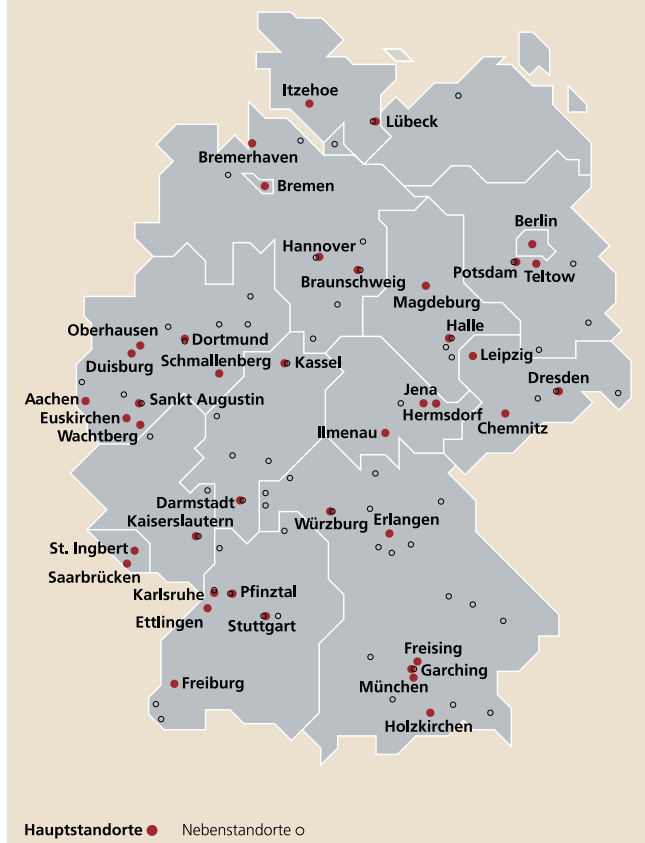 Itzehoe
Lübeck
Bremerhaven
Bremen
Berlin
Hannover
Potsdam
Teltow
Braunschweig
Magdeburg
Oberhausen
Dortmund
Halle
Duisburg
Schmallenberg
Kassel
Leipzig
Dresden
Aachen
Sankt Augustin
Jena
Euskirchen
Hermsdorf
Chemnitz
Wachtberg
Ilmenau
Darmstadt
Kaiserslautern
Würzburg
Erlangen
St. Ingbert
Saarbrücken
Karlsruhe
Pfinztal
Ettlingen
Stuttgart
Freising
Garching
Freiburg
München
Holzkirchen
Hauptstandorte
Nebenstandorte